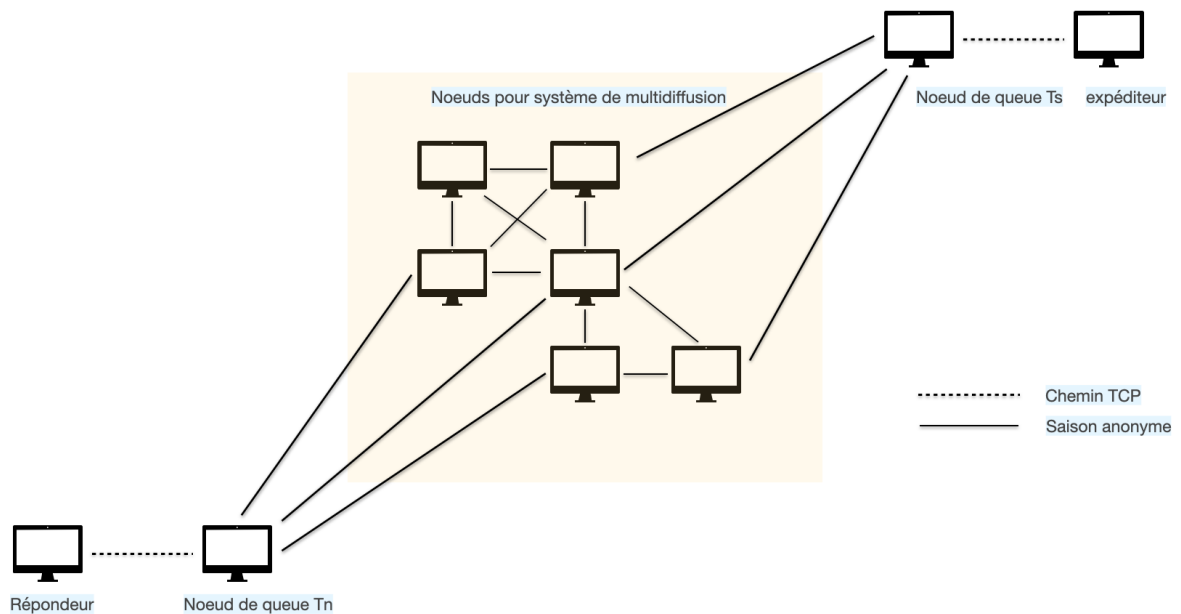 Noeuds pour système de multidiffusion
Noeud de queue Ts
expéditeur
Chemin TCP
Saison anonyme
Répondeur
Noeud de queue Tn